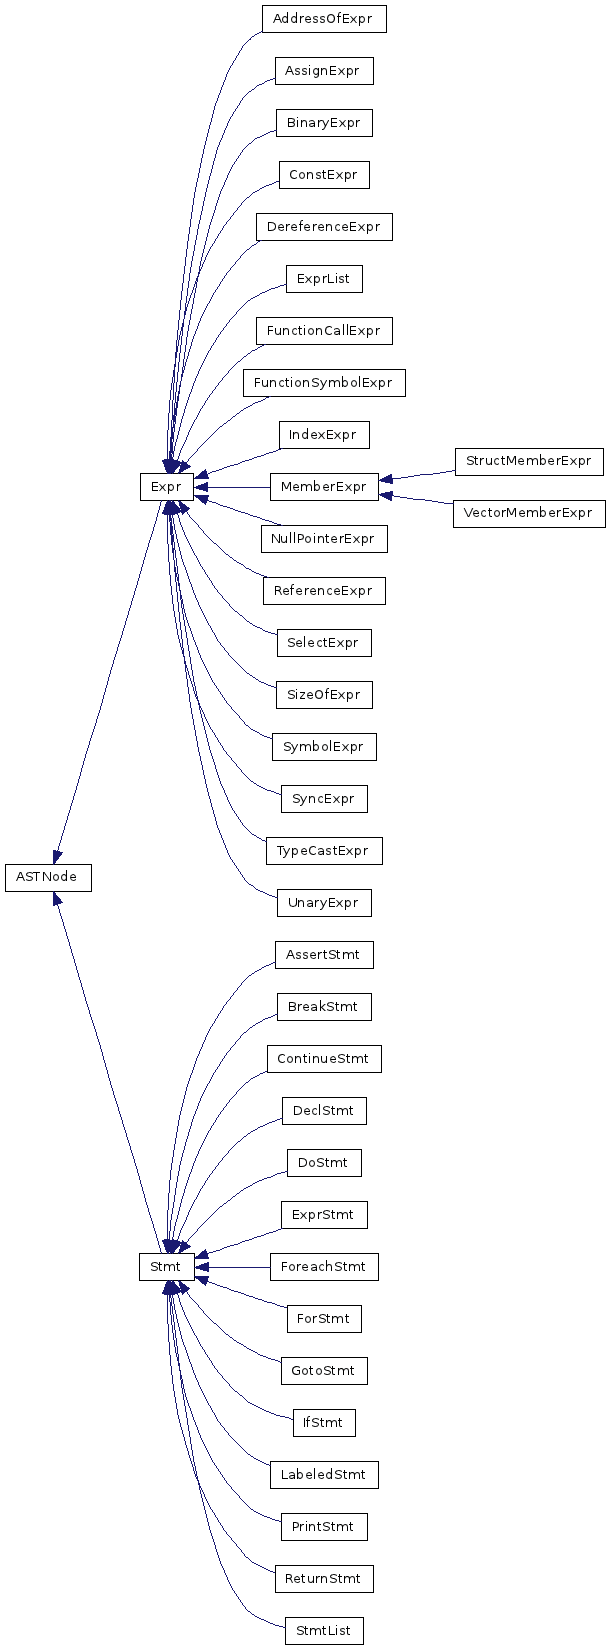 AddressOfExpr
AssignExpr
BinaryExpr
ConstExpr
DereferenceExpr
ExprList
FunctionCallExpr
FunctionSymbolExpr
IndexExpr
StructMemberExpr
Expr
MemberExpr
VectorMemberExpr
NullPointerExpr
ReferenceExpr
SelectExpr
SizeOfExpr
SymbolExpr
SyncExpr
TypeCastExpr
ASTNode
UnaryExpr
AssertStmt
BreakStmt
ContinueStmt
DeclStmt
DoStmt
ExprStmt
Stmt
ForeachStmt
ForStmt
GotoStmt
IfStmt
LabeledStmt
PrintStmt
ReturnStmt
StmtList